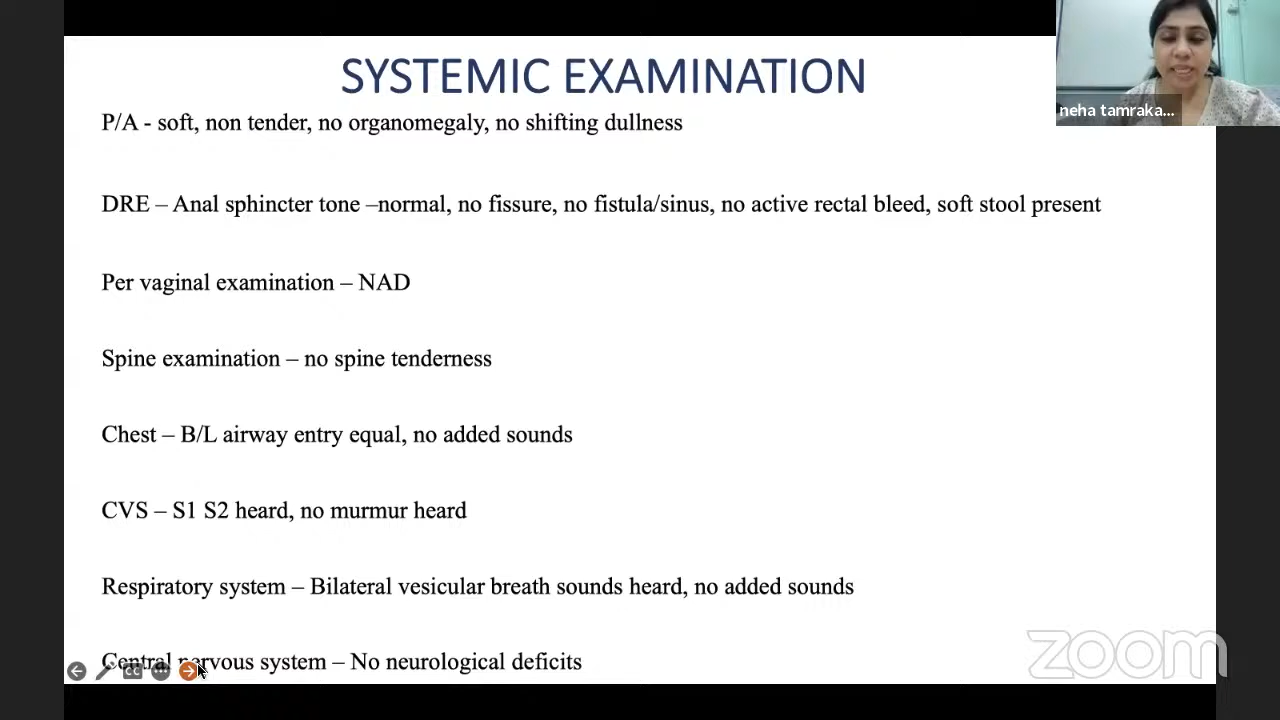 SYSTEMIC EXAMINATION
neha tamraka...
P/A - soft, non tender, no organomegaly, no shifting dullness
DRE – Anal sphincter tone –normal, no fissure, no fistula/sinus, no active rectal bleed, soft stool present
Per vaginal examination – NAD
Spine examination – no spine tenderness
Chest – B/L airway entry equal, no added sounds
CVS – S1 S2 heard, no murmur heard
Respiratory system – Bilateral vesicular breath sounds heard, no added sounds
Central nervous system – No neurological deficits
CC
zoom